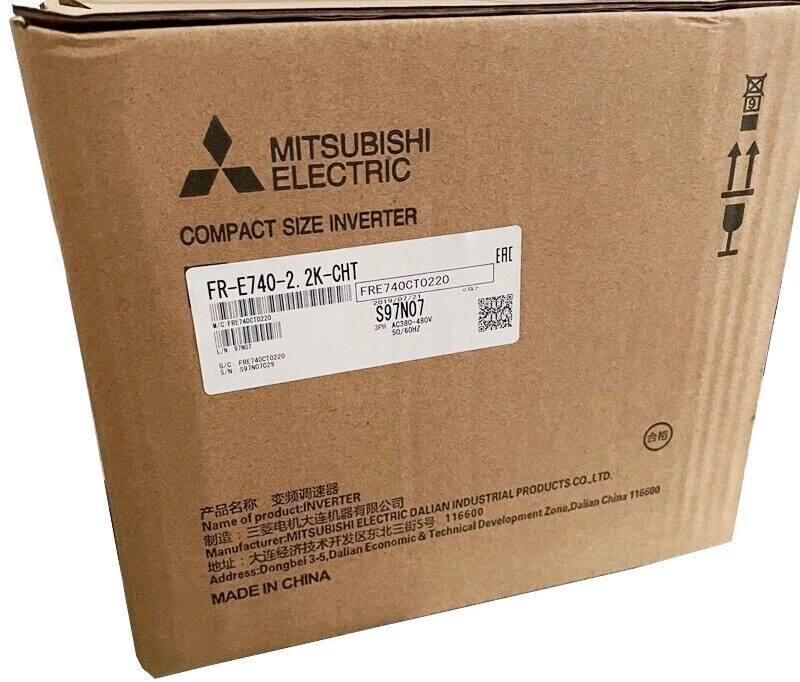 MITSUBISHI
ELECTRIC
COMPACT SIZE INVERTER
FR-E740-2.2K-CHT
EAC
FRE740CT0220
M/C:FRE740CT0220
2019/07/21
<G>
S97N07
L/N: 97N07
3PH AC380-480V
50/60HZ
G/C: FRE740CT0220
S/N: S97N07029
9
合格
产品名称 变频调速器
Name of product:INVERTER
制造：三菱电机大连机器有限公司
Manufacturer:MITSUBISHI ELECTRIC DALIAN INDUSTRIAL PRODUCTS CO.,LTD.
地址：大连经济技术开发区东北三街5号 116600
Address:Dongbei 3-5,Dalian Economic & Technical Development Zone,Dalian China 116600
MADE IN CHINA